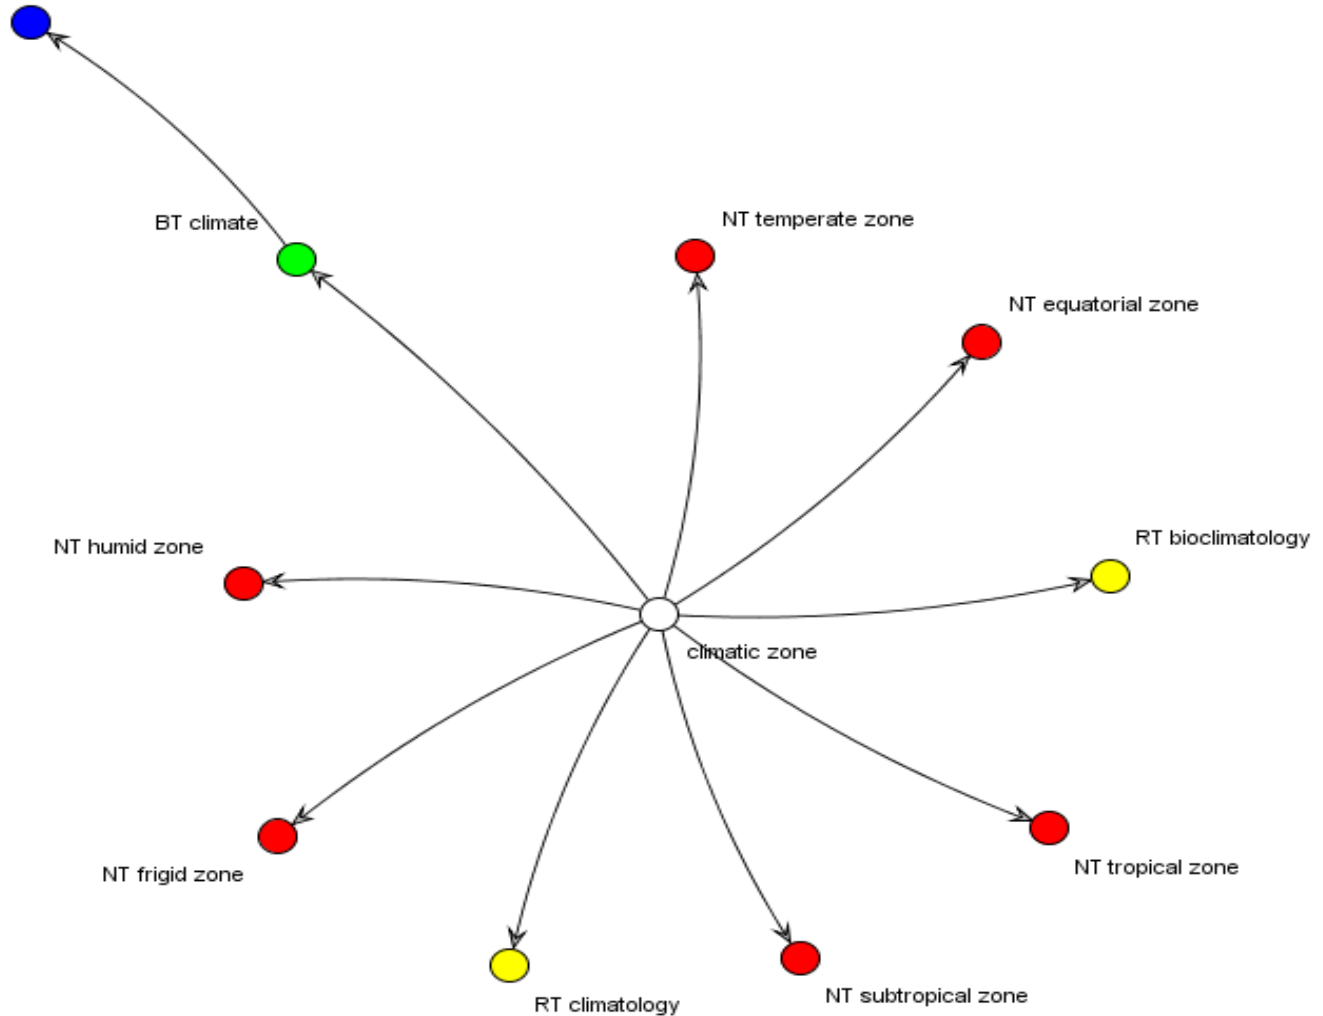 NT temperate zone
BT climate
NT equatorial zone
RT bioclimatology
NT humid zone
climatic zone
NT tropical zone
NT frigid zone
NT subtropical zone
RT climatology